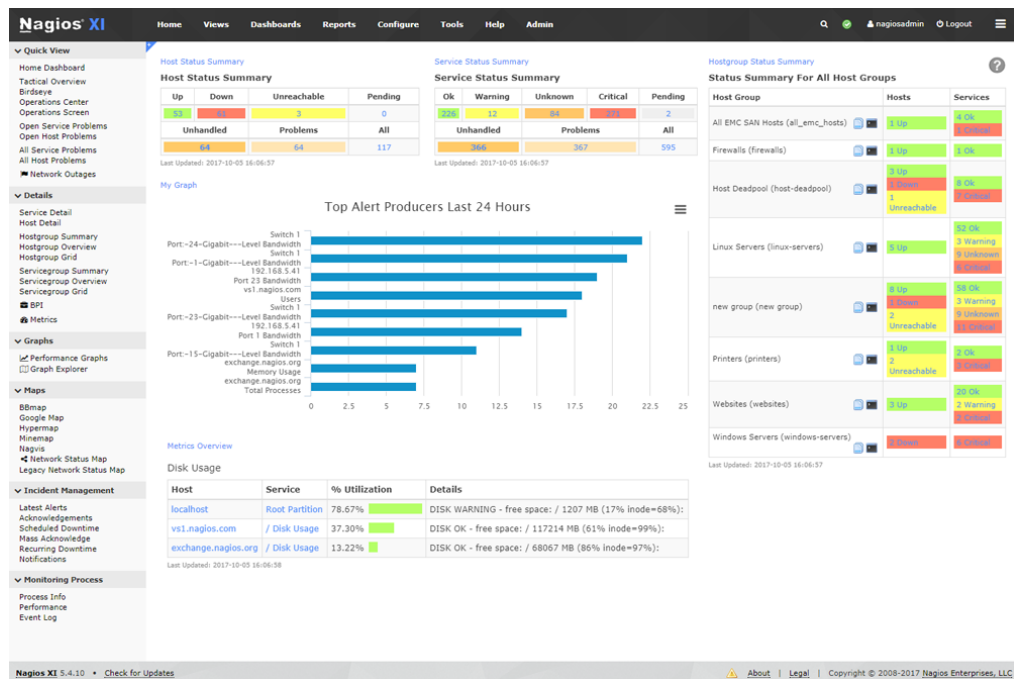 Nagios XI
Home Views Dashboards Reports Configure Tools Help Admin
nagiosadmin Logout
Quick View
Home Dashboard
Tactical Overview
Birdseye
Operations Center
Operations Screen
Open Service Problems
Open Host Problems
All Service Problems
All Host Problems
Network Outages
Details
Service Detail
Host Detail
Hostgroup Summary
Hostgroup Overview
Hostgroup Grid
Servicegroup Summary
Servicegroup Overview
Servicegroup Grid
BPI
Metrics
Graphs
Performance Graphs
Graph Explorer
Maps
BBmap
Google Map
Hypermap
Minemap
Nagvis
Network Status Map
Legacy Network Status Map
Incident Management
Latest Alerts
Acknowledgements
Scheduled Downtime
Mass Acknowledge
Recurring Downtime
Notifications
Monitoring Process
Process Info
Performance
Event Log
Host Status Summary
Host Status Summary
Up Down Unreachable Pending
53 61 3 0
Unhandled Problems All
64 64 117
Last Updated: 2017-10-05 16:06:57
Service Status Summary
Service Status Summary
Ok Warning Unknown Critical Pending
226 12 84 271 2
Unhandled Problems All
366 367 595
Last Updated: 2017-10-05 16:06:57
My Graph
Top Alert Producers Last 24 Hours
Switch 1
Port:-24-Gigabit---Level Bandwidth
Switch 1
Port:-1-Gigabit---Level Bandwidth
192.168.5.41
Port 23 Bandwidth
vs1.nagios.com
Users
Switch 1
Port:-23-Gigabit---Level Bandwidth
192.168.5.41
Port 1 Bandwidth
Switch 1
Port:-15-Gigabit---Level Bandwidth
exchange.nagios.org
Memory Usage
exchange.nagios.org
Total Processes
0 2.5 5 7.5 10 12.5 15 17.5 20 22.5 25
Metrics Overview
Disk Usage
Host Service % Utilization Details
localhost Root Partition 78.67% DISK WARNING - free space: / 1207 MB (17% inode=68%):
vs1.nagios.com / Disk Usage 37.30% DISK OK - free space: / 117214 MB (61% inode=99%):
exchange.nagios.org / Disk Usage 13.22% DISK OK - free space: / 68067 MB (86% inode=97%):
Last Updated: 2017-10-05 16:06:58
Hostgroup Status Summary
Status Summary For All Host Groups
Host Group Hosts Services
All EMC SAN Hosts (all_emc_hosts) 1 Up 4 Ok
1 Critical
Firewalls (firewalls) 1 Up 1 Ok
Host Deadpool (host-deadpool) 3 Up 8 Ok
1 Down 7 Critical
1
Unreachable
Linux Servers (linux-servers) 5 Up 52 Ok
3 Warning
9 Unknown
6 Critical
new group (new group) 8 Up 58 Ok
1 Down 3 Warning
2 9 Unknown
Unreachable 11 Critical
Printers (printers) 1 Up 2 Ok
2 3 Critical
Unreachable
Websites (websites) 3 Up 20 Ok
2 Warning
Critical
Windows Servers (windows-servers) Down 6 Critical
Last Updated: 2017-10-05 16:06:57
Nagios XI 5.4.10 • Check for Updates
About | Legal | Copyright © 2008-2017 Nagios Enterprises, LLC